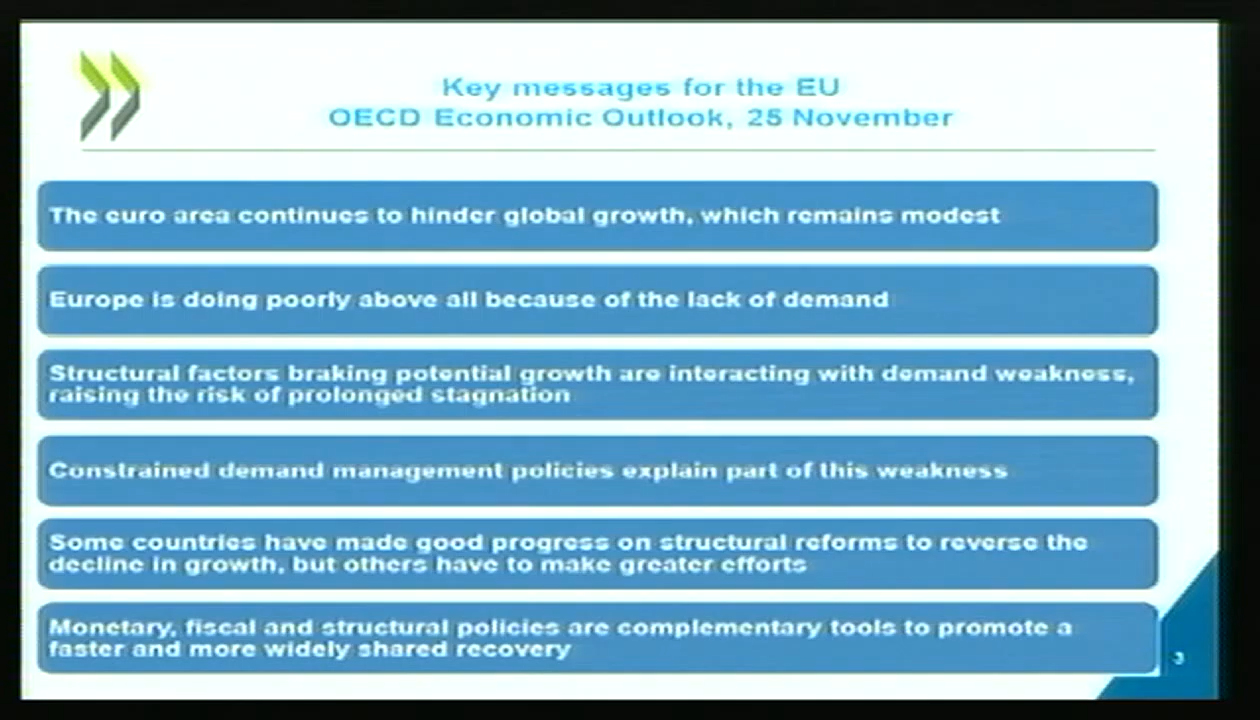 Key messages for the EU
OECD Economic Outlook, 25 November
The euro area continues to hinder global growth, which remains modest
Europe is doing poorly above all because of the lack of demand
Structural factors braking potential growth are interacting with demand weakness,
raising the risk of prolonged stagnation
Constrained demand management policies explain part of this weakness
Some countries have made good progress on structural reforms to reverse the
decline in growth, but others have to make greater efforts
Monetary, fiscal and structural policies are complementary tools to promote a
faster and more widely shared recovery
3